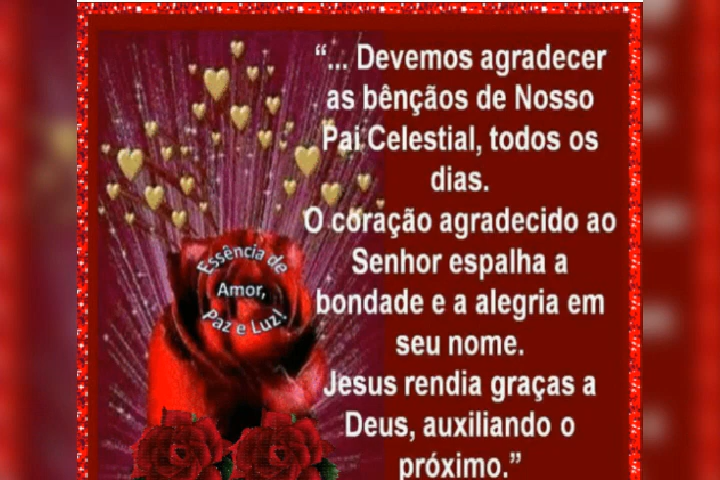 “... Devemos agradecer
as bênçãos de Nosso
Pai Celestial, todos os
dias.
O coração agradecido ao
Senhor espalha a
bondade e a alegria em
seu nome.
Jesus rendia graças a
Deus, auxiliando o
próximo.”
Essência de
Amor,
Paz e Luz!